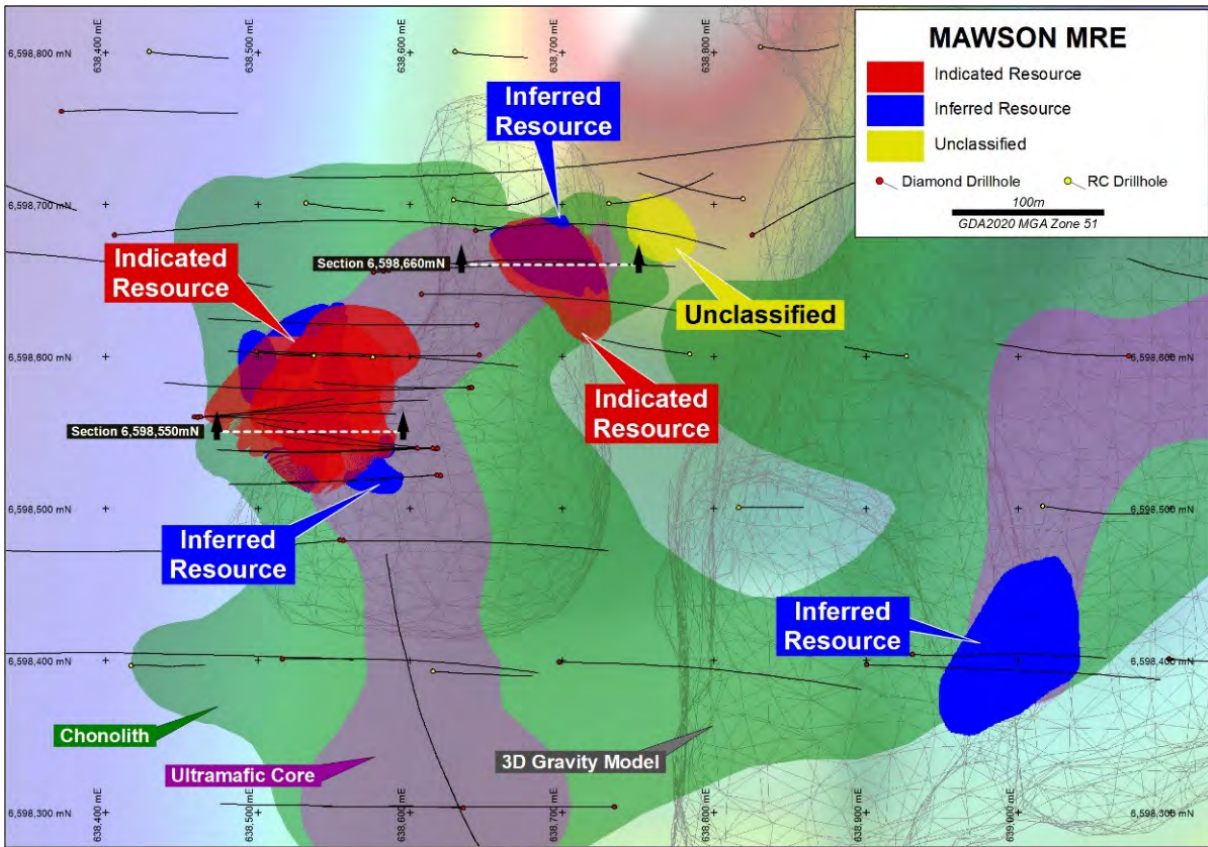 MAWSON MRE
Indicated Resource
Inferred Resource
Unclassified
Diamond Drillhole
RC Drillhole
100m
GDA2020 MGA Zone 51
638,400 mE
638,500 mE
638,600 mE
638,700 mE
638,800 mE
6,598,800 mN
Inferred
Resource
6,598,700 mN
Indicated
Resource
Section 6,598,660mN
Unclassified
6,598,600 mN
6,598,600 mN
Indicated
Resource
Section 6,598,550mN
6,598,500 mN
6,598,500 mN
Inferred
Resource
Inferred
Resource
6,598,400 mN
6,598,400 mN
Chonolith
Ultramafic Core
3D Gravity Model
6,598,300 mN
6,598,300 mN
638,400 mE
638,500 mE
638,600 mE
638,700 mE
638,800 mE
638,900 mE
639,000 mE